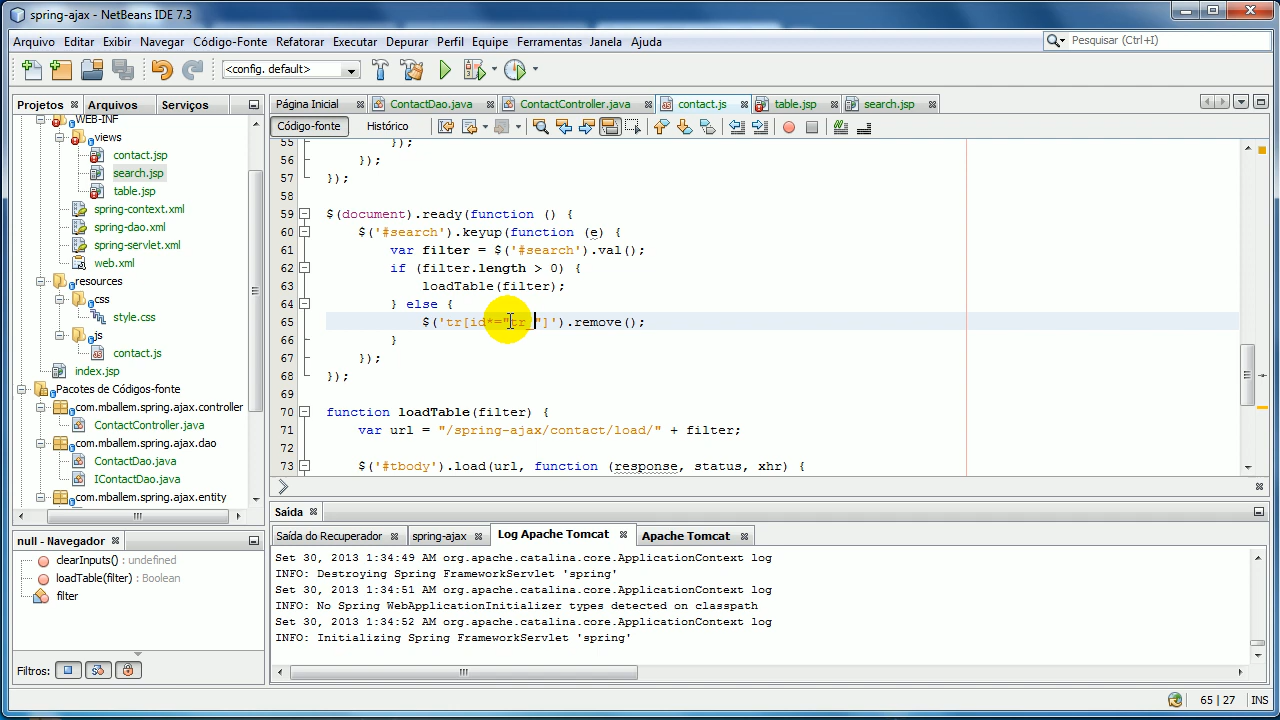 spring-ajax - NetBeans IDE 7.3
Arquivo Editar Exibir Navegar Código-Fonte Refatorar Executar Depurar Perfil Equipe Ferramentas Janela Ajuda
Pesquisar (Ctrl+I)
<config. default>
Projetos Arquivos Serviços
Página Inicial ContactDao.java ContactController.java contact.js table.jsp search.jsp
Código-fonte Histórico
WEB-INF
views
contact.jsp
search.jsp
table.jsp
spring-context.xml
spring-dao.xml
spring-servlet.xml
web.xml
resources
css
style.css
js
contact.js
index.jsp
Pacotes de Códigos-fonte
com.mballem.spring.ajax.controller
ContactController.java
com.mballem.spring.ajax.dao
ContactDao.java
IContactDao.java
com.mballem.spring.ajax.entity
55 });
56 });
57 });
58
59 $(document).ready(function () {
60 $('#search').keyup(function (e) {
61 var filter = $('#search').val();
62 if (filter.length > 0) {
63 loadTable(filter);
64 } else {
65 $('tr[id*="tr_"]').remove();
66 }
67 });
68 });
69
70 function loadTable(filter) {
71 var url = "/spring-ajax/contact/load/" + filter;
72
73 $('#tbody').load(url, function (response, status, xhr) {
null - Navegador
clearInputs() : undefined
loadTable(filter) : Boolean
filter
Filtros:
Saída
Saída do Recuperador spring-ajax Log Apache Tomcat Apache Tomcat
Set 30, 2013 1:34:49 AM org.apache.catalina.core.ApplicationContext log
INFO: Destroying Spring FrameworkServlet 'spring'
Set 30, 2013 1:34:51 AM org.apache.catalina.core.ApplicationContext log
INFO: No Spring WebApplicationInitializer types detected on classpath
Set 30, 2013 1:34:52 AM org.apache.catalina.core.ApplicationContext log
INFO: Initializing Spring FrameworkServlet 'spring'
65 | 27 INS